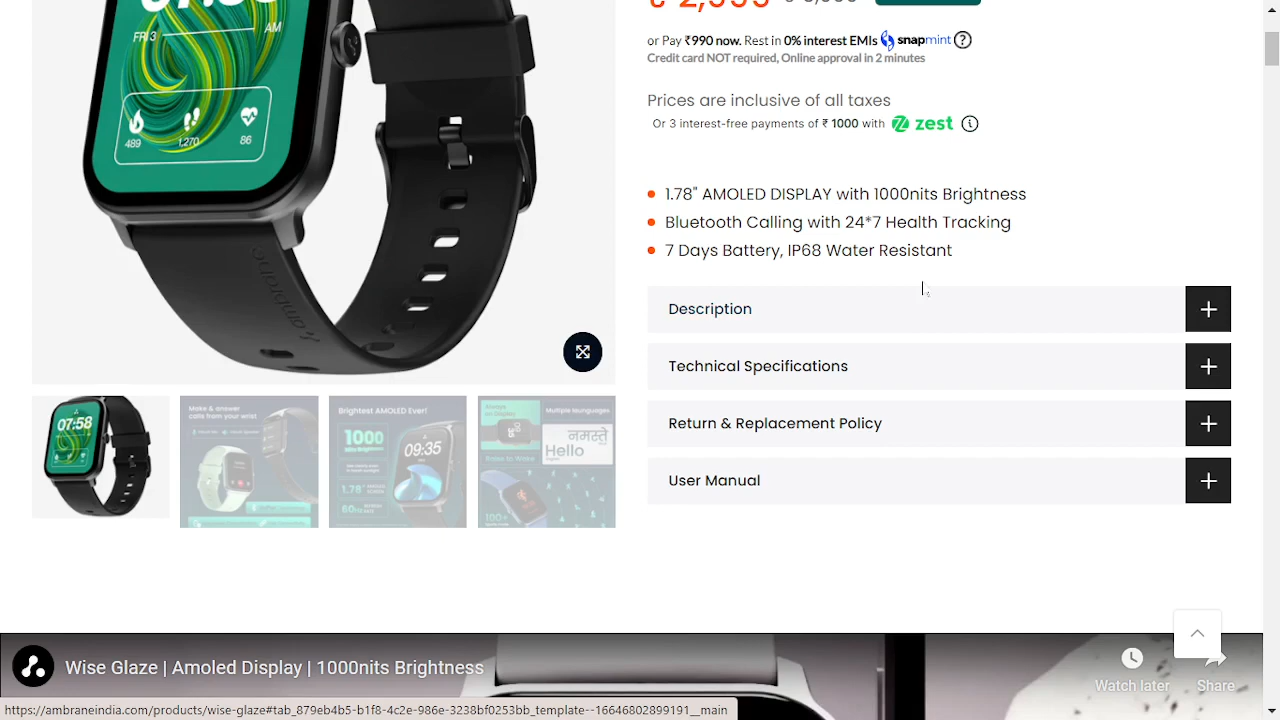 FRI 3
AM
489
1,270
86
ambrane
or Pay ₹990 now. Rest in 0% interest EMIs snapmint ?
Credit card NOT required, Online approval in 2 minutes
Prices are inclusive of all taxes
Or 3 interest-free payments of ₹ 1000 with zest i
1.78" AMOLED DISPLAY with 1000nits Brightness
Bluetooth Calling with 24*7 Health Tracking
7 Days Battery, IP68 Water Resistant
Description
Technical Specifications
Return & Replacement Policy
User Manual
07:58
Make & answer
calls from your wrist
Brightest AMOLED Ever!
1000
09:35
1.78"
Multiple launguages
नमस्ते
Hello
100+
Wise Glaze | Amoled Display | 1000nits Brightness
Watch later
Share
https://ambraneindia.com/products/wise-glaze#tab_879eb4b5-b1f8-4c2e-986e-3238bf0253bb_template--16646802899191__main